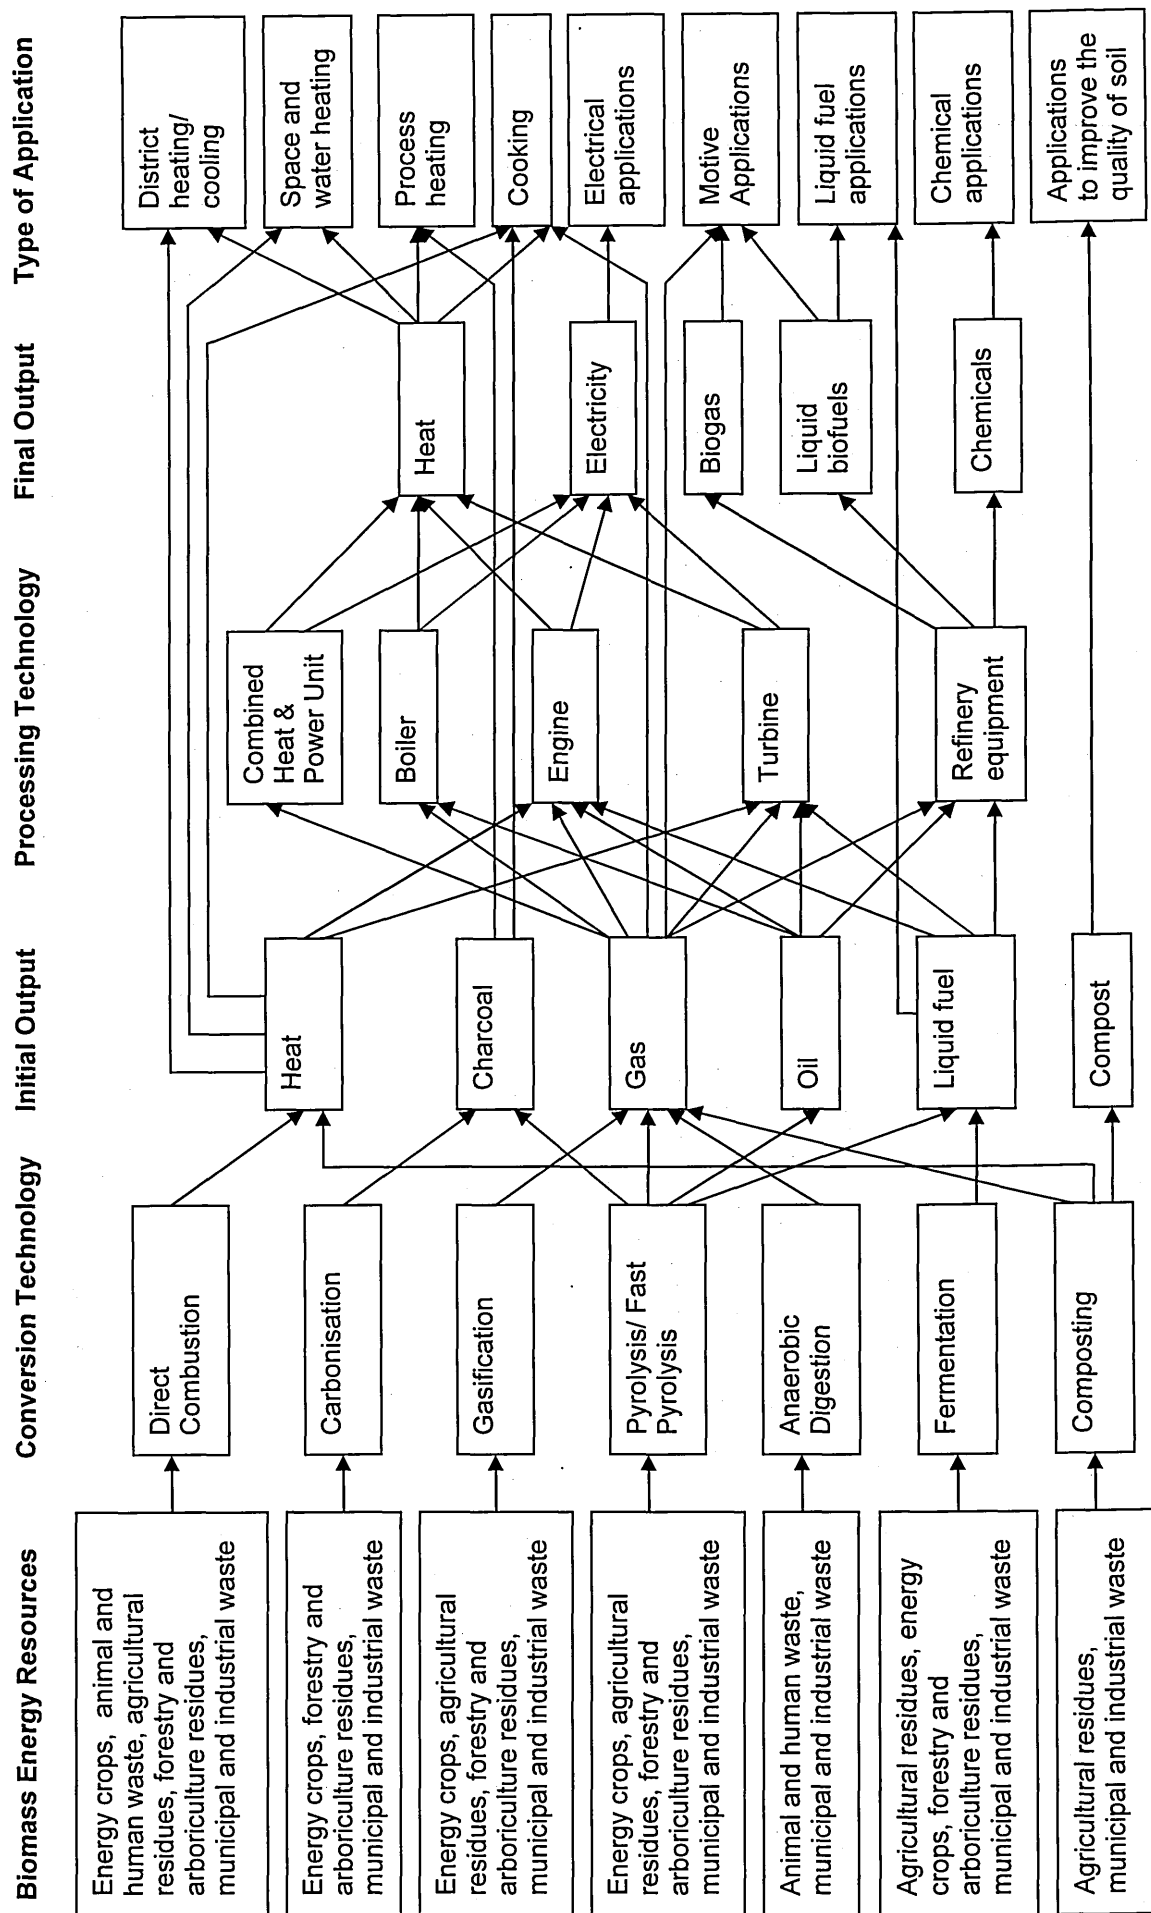 Biomass Energy Resources
Energy crops, animal and
human waste, agricultural
residues, forestry and
arboriculture residues,
municipal and industrial waste
Energy crops, forestry and
arboriculture residues,
municipal and industrial waste
Energy crops, agricultural
residues, forestry and
arboriculture residues,
municipal and industrial waste
Energy crops, agricultural
residues, forestry and
arboriculture residues,
municipal and industrial waste
Animal and human waste,
municipal and industrial waste
Agricultural residues, energy
crops, forestry and
arboriculture residues,
municipal and industrial waste
Agricultural residues,
municipal and industrial waste
Conversion Technology
Direct
Combustion
Carbonisation
Gasification
Pyrolysis/ Fast
Pyrolysis
Anaerobic
Digestion
Fermentation
Composting
Initial Output
Heat
Charcoal
Gas
Oil
Liquid fuel
Compost
Processing Technology
Combined
Heat &
Power Unit
Boiler
Engine
Turbine
Refinery
equipment
Final Output
Heat
Electricity
Biogas
Liquid
biofuels
Chemicals
Type of Application
District
heating/
cooling
Space and
water heating
Process
heating
Cooking
Electrical
applications
Motive
Applications
Liquid fuel
applications
Chemical
applications
Applications
to improve the
quality of soil